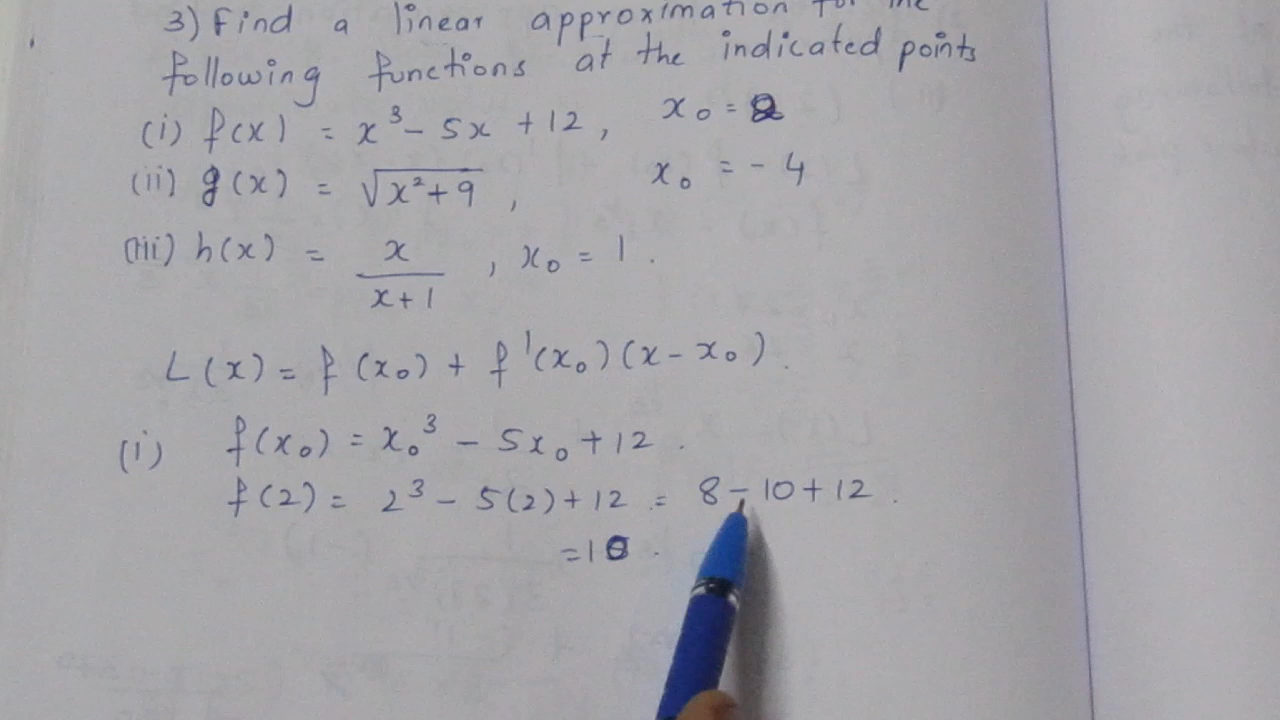 3) Find a linear approximation for the
following functions at the indicated points
(i) f(x) = x³ - 5x + 12, x₀ = 2
(ii) g(x) = √x²+9, x₀ = - 4
(iii) h(x) = x/x+1, x₀ = 1.
L(x) = f(x₀) + f'(x₀)(x - x₀).
(i) f(x₀) = x₀³ - 5x₀ + 12.
f(2) = 2³ - 5(2) + 12 = 8 - 10 + 12.
= 10.